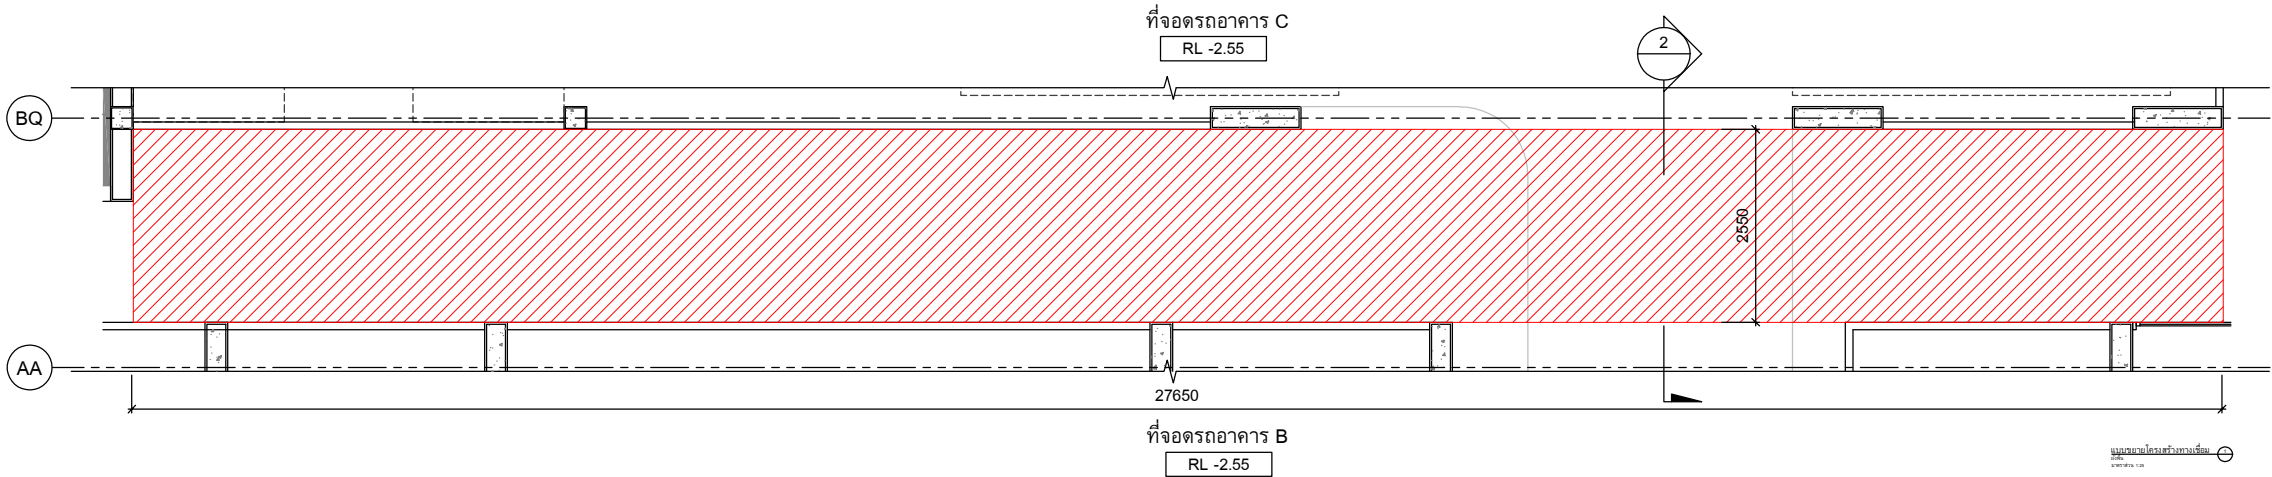 ที่จอดรถอาคาร C
RL -2.55
2
BQ
2550
AA
27650
ที่จอดรถอาคาร B
RL -2.55
แบบขยายโครงสร้างทางเชื่อม